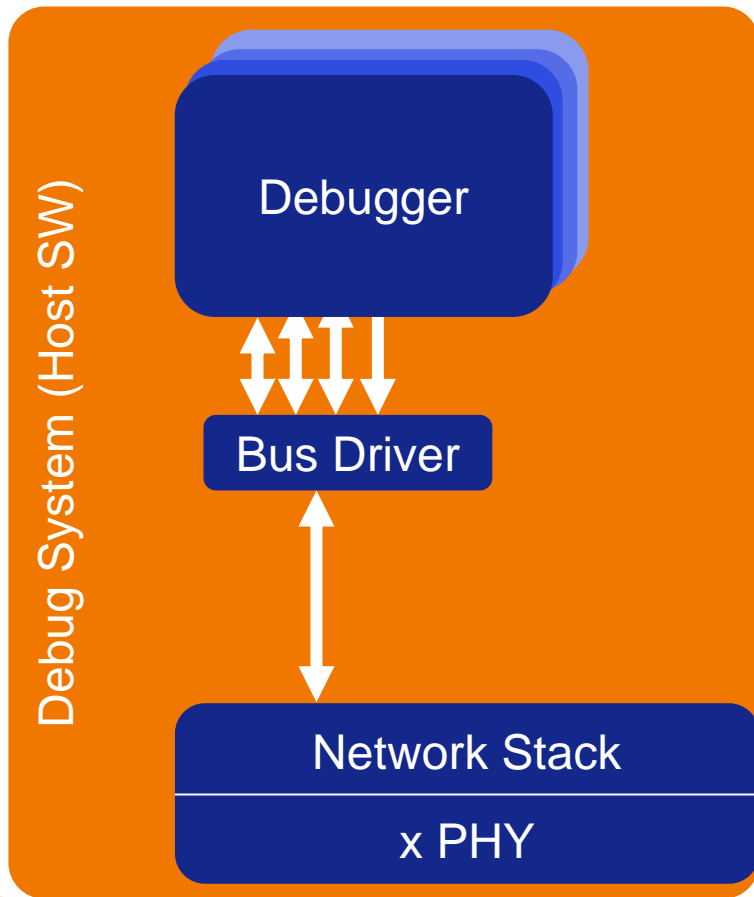 Debug System (Host SW)
Debugger
Bus Driver
Network Stack
x PHY